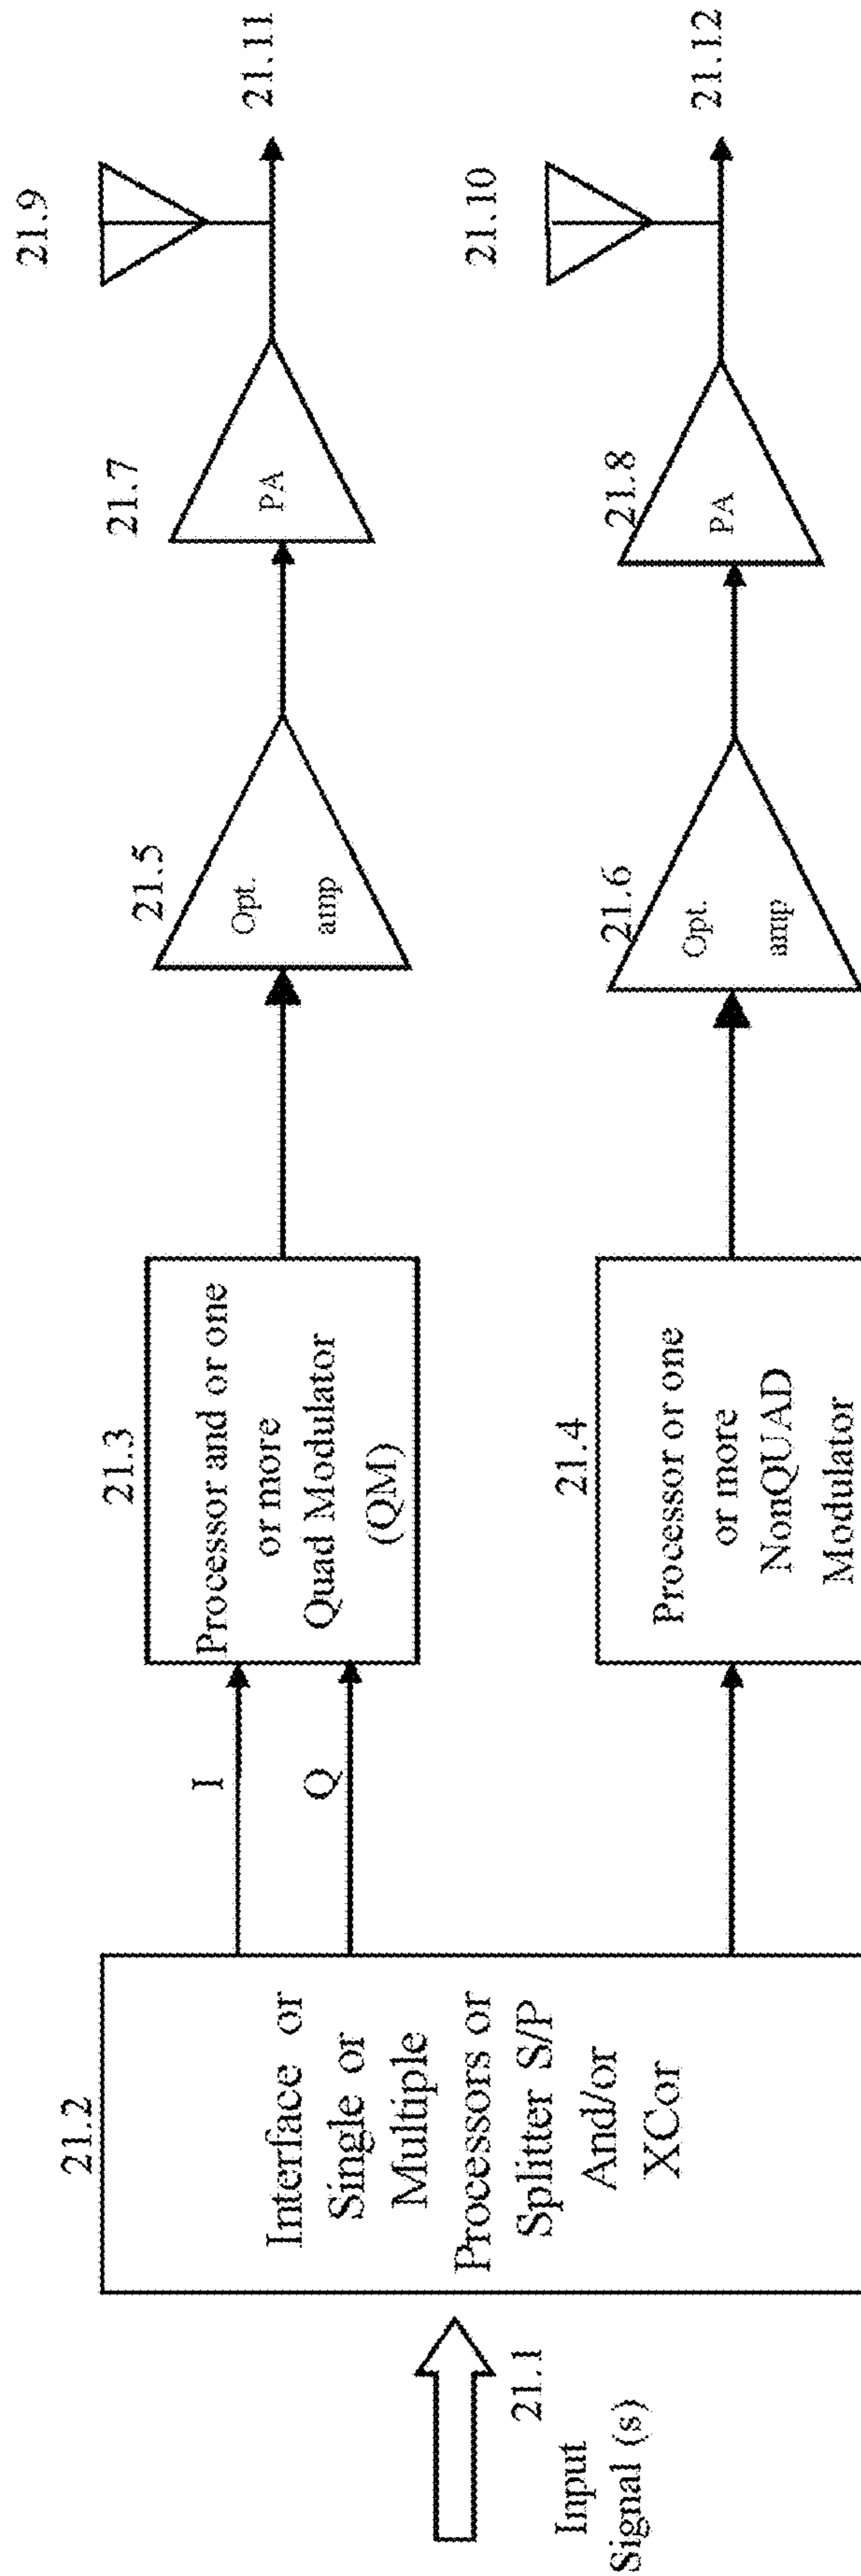 21.1
Input
Signal (s)
21.2
Interface or
Single or
Multiple
Processors or
Splitter S/P
And/or
XCor
I
Q
21.3
Processor and or one
or more
Quad Modulator
(QM)
21.5
Opt.
amp
21.7
PA
21.9
21.11
21.4
Processor or one
or more
NonQUAD
Modulator
21.6
Opt.
amp
21.8
PA
21.10
21.12